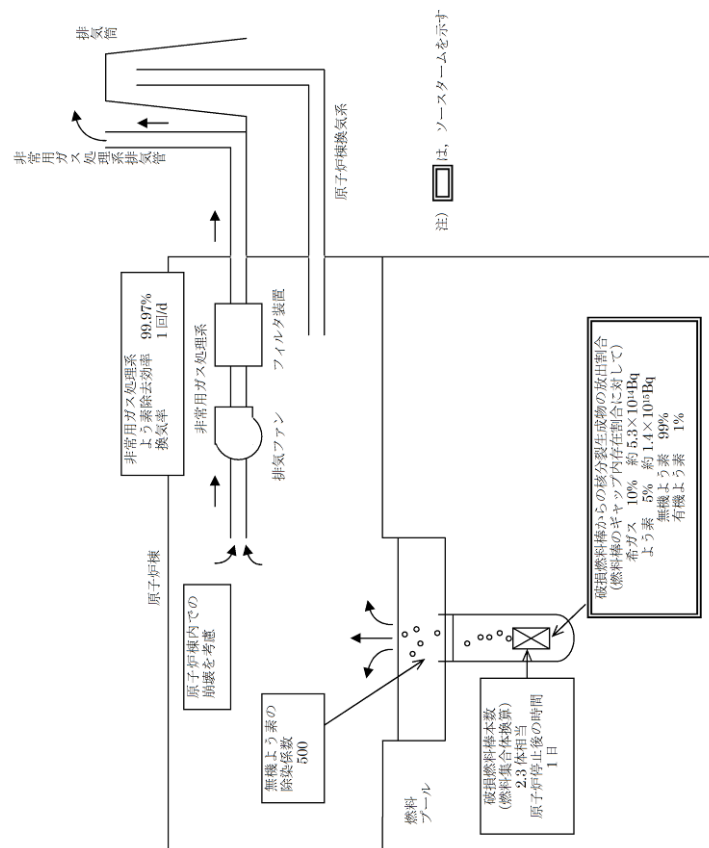 排気筒
非常用ガス処理系排気管
原子炉棟換気系
注) は，ソースタームを示す
原子炉棟
非常用ガス処理系
よう素除去効率 99.97%
換気率 1回/d
非常用ガス処理系
排気ファン
フィルタ装置
原子炉棟内での
崩壊を考慮
無機よう素の
除染係数
500
燃料
プール
破損燃料棒本数
(燃料集合体換算)
2.3体相当
原子炉停止後の時間
1日
破損燃料棒からの核分裂生成物の放出割合
(燃料棒のギャップ内存在割合に対して)
希ガス 10% 約5.3×10¹⁴Bq
よう素 5% 約1.4×10¹⁵Bq
無機よう素 99%
有機よう素 1%